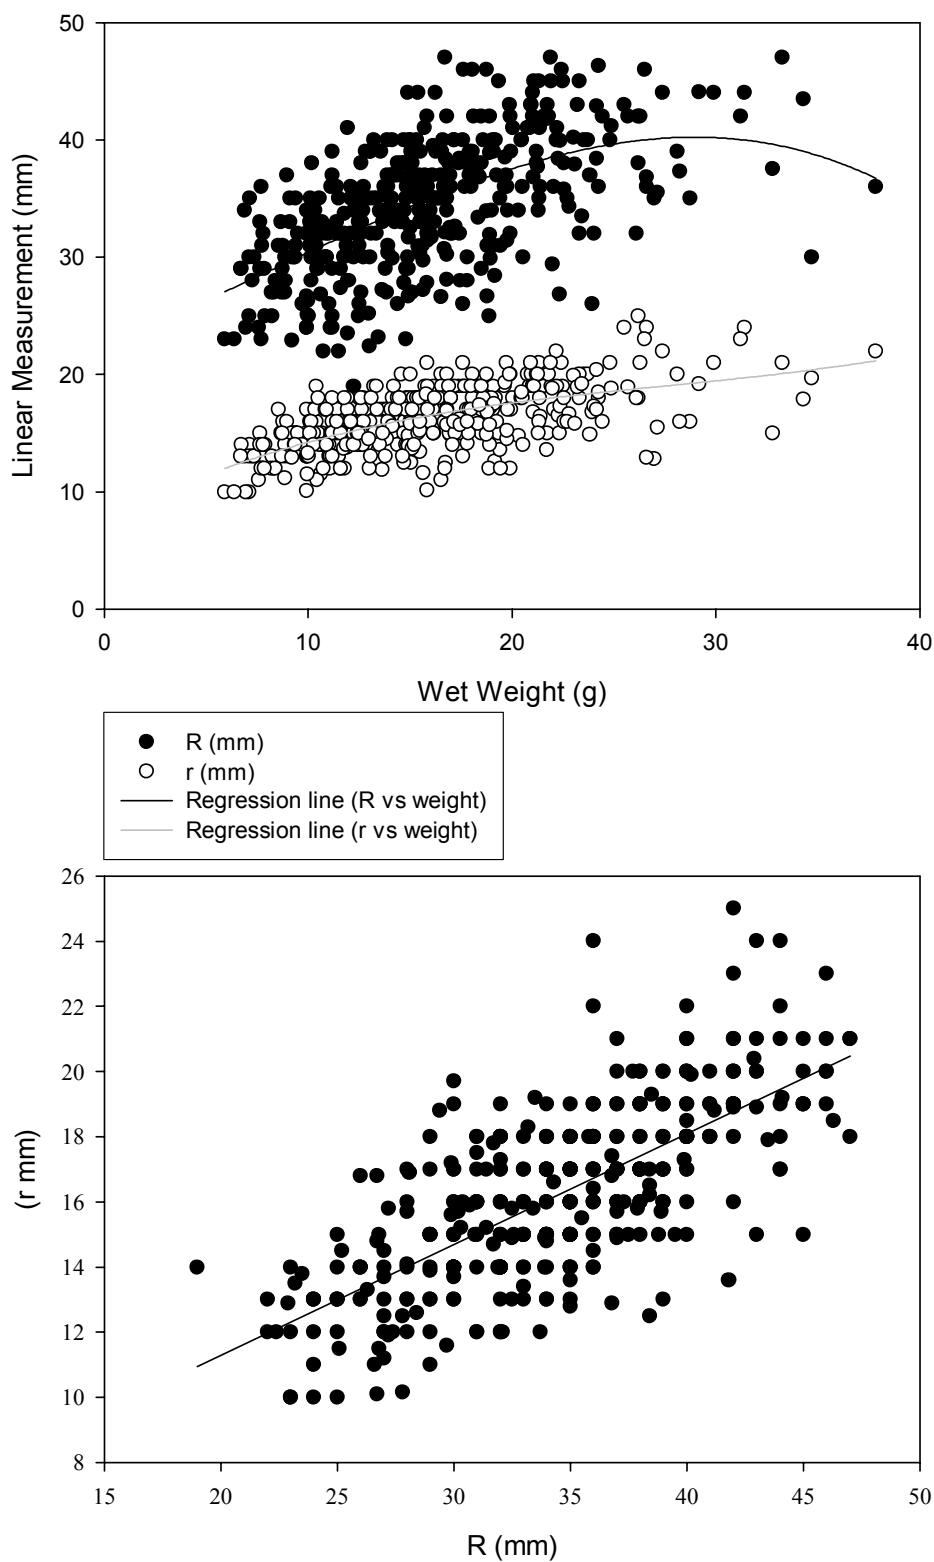 50
40
30
20
10
0
Linear Measurement (mm)
0 10 20 30 40
Wet Weight (g)
R (mm)
r (mm)
Regression line (R vs weight)
Regression line (r vs weight)
26
24
22
20
18
16
14
12
10
8
(r mm)
15 20 25 30 35 40 45 50
R (mm)